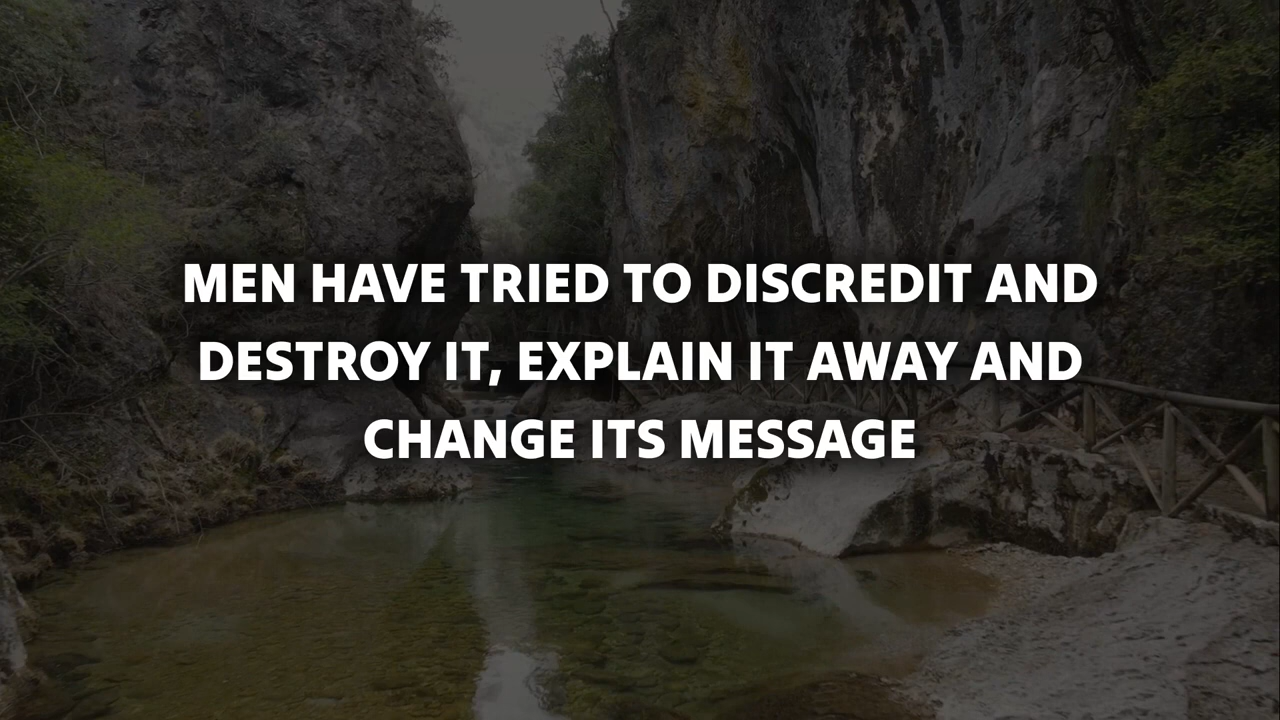 MEN HAVE TRIED TO DISCREDIT AND
DESTROY IT, EXPLAIN IT AWAY AND
CHANGE ITS MESSAGE